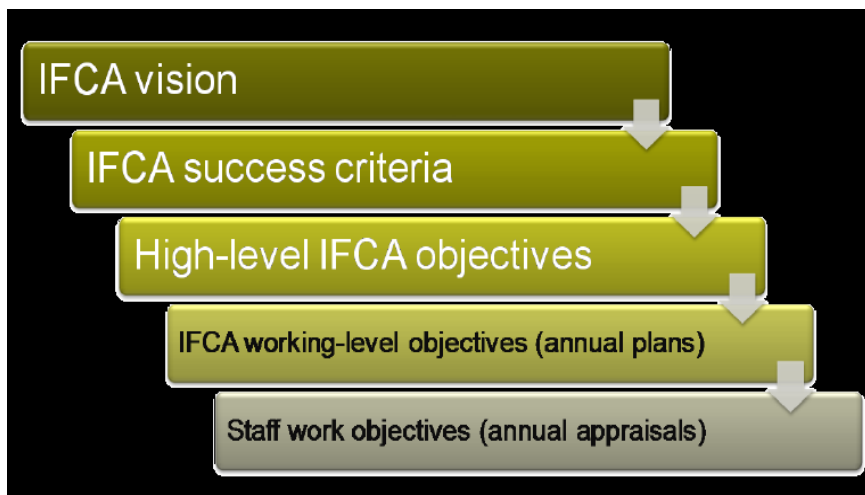 IFCA vision
IFCA success criteria
High-level IFCA objectives
IFCA working-level objectives (annual plans)
Staff work objectives (annual appraisals)